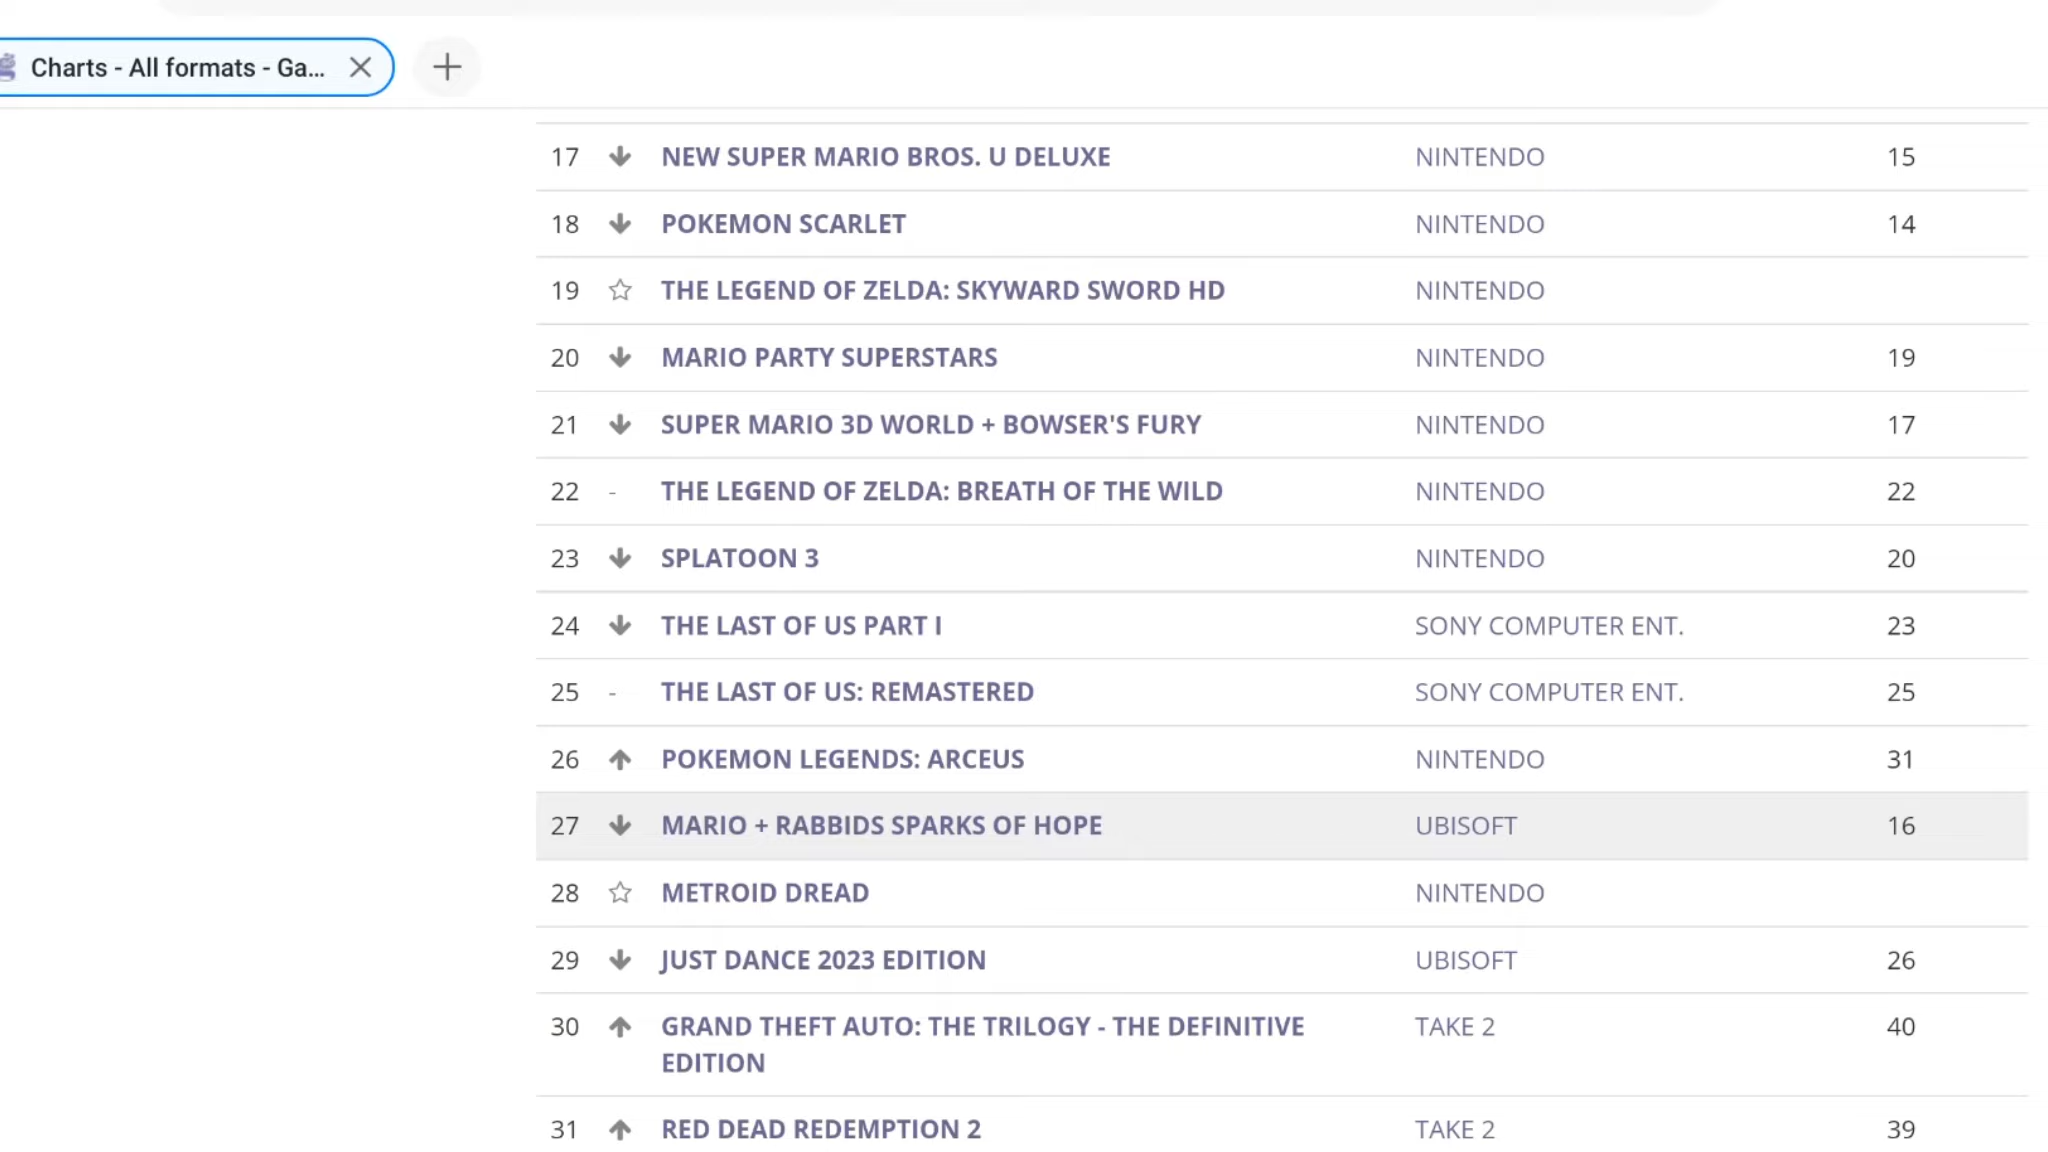 Charts - All formats - Ga...
17 NEW SUPER MARIO BROS. U DELUXE NINTENDO 15
18 POKEMON SCARLET NINTENDO 14
19 THE LEGEND OF ZELDA: SKYWARD SWORD HD NINTENDO
20 MARIO PARTY SUPERSTARS NINTENDO 19
21 SUPER MARIO 3D WORLD + BOWSER'S FURY NINTENDO 17
22 - THE LEGEND OF ZELDA: BREATH OF THE WILD NINTENDO 22
23 SPLATOON 3 NINTENDO 20
24 THE LAST OF US PART I SONY COMPUTER ENT. 23
25 - THE LAST OF US: REMASTERED SONY COMPUTER ENT. 25
26 POKEMON LEGENDS: ARCEUS NINTENDO 31
27 MARIO + RABBIDS SPARKS OF HOPE UBISOFT 16
28 METROID DREAD NINTENDO
29 JUST DANCE 2023 EDITION UBISOFT 26
30 GRAND THEFT AUTO: THE TRILOGY - THE DEFINITIVE TAKE 2 40
EDITION
31 RED DEAD REDEMPTION 2 TAKE 2 39